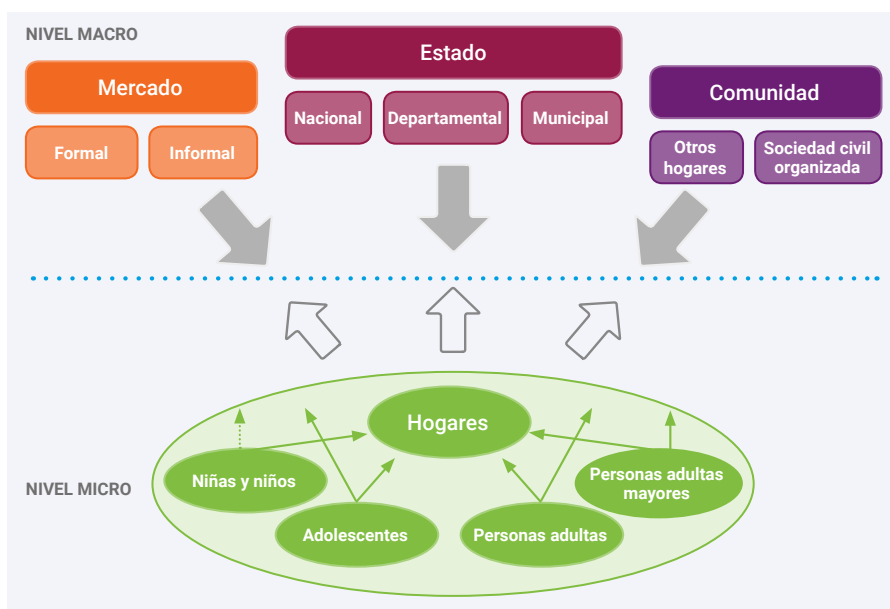 NIVEL MACRO
Mercado
Formal
Informal
Estado
Nacional
Departamental
Municipal
Comunidad
Otros
hogares
Sociedad civil
organizada
NIVEL MICRO
Hogares
Niñas y niños
Adolescentes
Personas adultas
Personas adultas
mayores